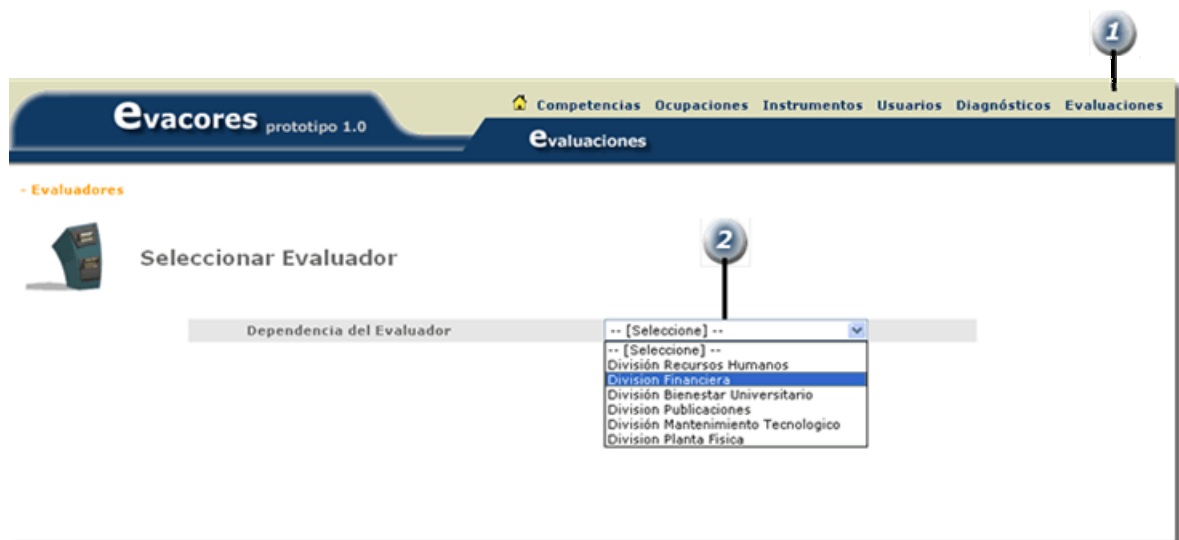 1
Evacores prototipo 1.0
Competencias Ocupaciones Instrumentos Usuarios Diagnósticos Evaluaciones
Evaluaciones
- Evaluadores
Seleccionar Evaluador
2
Dependencia del Evaluador
-- [Seleccione] --
-- [Seleccione] --
División Recursos Humanos
Division Financiera
División Bienestar Universitario
Division Publicaciones
División Mantenimiento Tecnologico
Division Planta Fisica